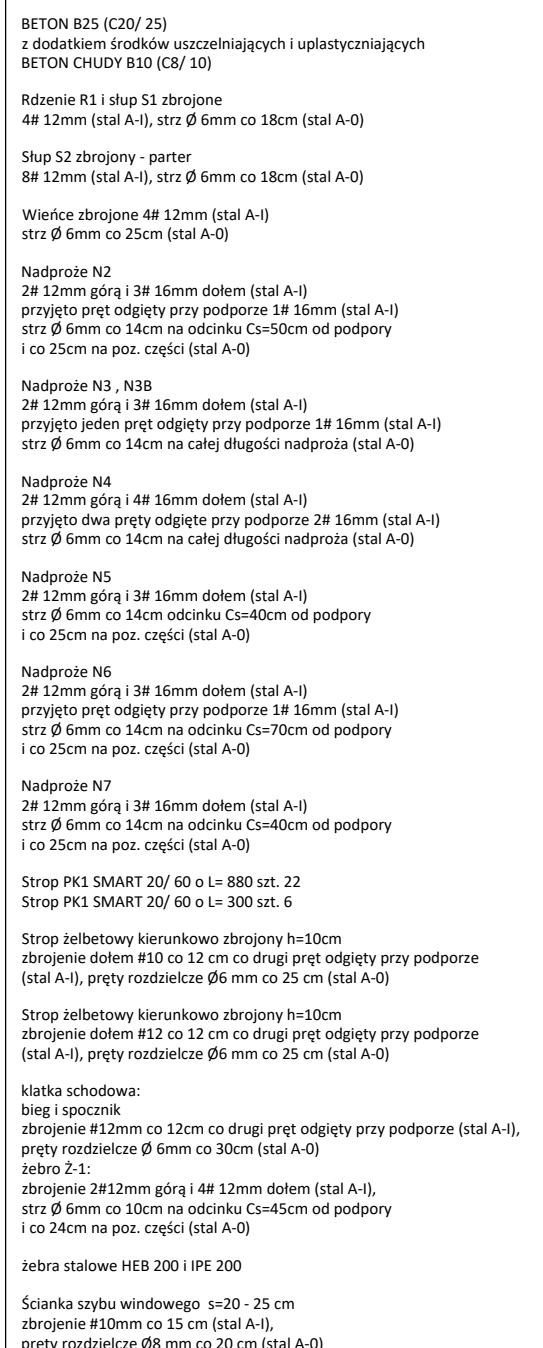 BETON B25 (C20/ 25)
z dodatkiem środków uszczelniających i uplastyczniających
BETON CHUDY B10 (C8/ 10)
Rdzenie R1 i słup S1 zbrojone
4# 12mm (stal A-I), strz Ø 6mm co 18cm (stal A-0)
Słup S2 zbrojony - parter
8# 12mm (stal A-I), strz Ø 6mm co 18cm (stal A-0)
Wieńce zbrojone 4# 12mm (stal A-I)
strz Ø 6mm co 25cm (stal A-0)
Nadproże N2
2# 12mm górą i 3# 16mm dołem (stal A-I)
przyjęto pręt odgięty przy podporze 1# 16mm (stal A-I)
strz Ø 6mm co 14cm na odcinku Cs=50cm od podpory
i co 25cm na poz. części (stal A-0)
Nadproże N3 , N3B
2# 12mm górą i 3# 16mm dołem (stal A-I)
przyjęto jeden pręt odgięty przy podporze 1# 16mm (stal A-I)
strz Ø 6mm co 14cm na całej długości nadproża (stal A-0)
Nadproże N4
2# 12mm górą i 4# 16mm dołem (stal A-I)
przyjęto dwa pręty odgięte przy podporze 2# 16mm (stal A-I)
strz Ø 6mm co 14cm na całej długości nadproża (stal A-0)
Nadproże N5
2# 12mm górą i 3# 16mm dołem (stal A-I)
strz Ø 6mm co 14cm odcinku Cs=40cm od podpory
i co 25cm na poz. części (stal A-0)
Nadproże N6
2# 12mm górą i 3# 16mm dołem (stal A-I)
przyjęto pręt odgięty przy podporze 1# 16mm (stal A-I)
strz Ø 6mm co 14cm na odcinku Cs=70cm od podpory
i co 25cm na poz. części (stal A-0)
Nadproże N7
2# 12mm górą i 3# 16mm dołem (stal A-I)
strz Ø 6mm co 14cm na odcinku Cs=40cm od podpory
i co 25cm na poz. części (stal A-0)
Strop PK1 SMART 20/ 60 o L= 880 szt. 22
Strop PK1 SMART 20/ 60 o L= 300 szt. 6
Strop żelbetowy kierunkowo zbrojony h=10cm
zbrojenie dołem #10 co 12 cm co drugi pręt odgięty przy podporze
(stal A-I), pręty rozdzielcze Ø6 mm co 25 cm (stal A-0)
Strop żelbetowy kierunkowo zbrojony h=10cm
zbrojenie dołem #12 co 12 cm co drugi pręt odgięty przy podporze
(stal A-I), pręty rozdzielcze Ø6 mm co 25 cm (stal A-0)
klatka schodowa:
bieg i spocznik
zbrojenie #12mm co 12cm co drugi pręt odgięty przy podporze (stal A-I),
pręty rozdzielcze Ø 6mm co 30cm (stal A-0)
żebro Ż-1:
zbrojenie 2#12mm górą i 4# 12mm dołem (stal A-I),
strz Ø 6mm co 10cm na odcinku Cs=45cm od podpory
i co 24cm na poz. części (stal A-0)
żebra stalowe HEB 200 i IPE 200
Ścianka szybu windowego s=20 - 25 cm
zbrojenie #10mm co 15 cm (stal A-I),
pręty rozdzielcze Ø8 mm co 20 cm (stal A-0)